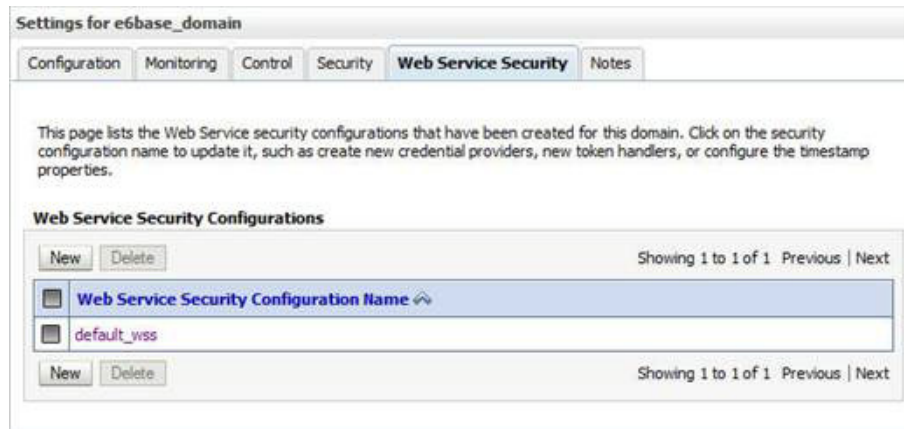 Settings for e6base_domain
Configuration Monitoring Control Security Web Service Security Notes
This page lists the Web Service security configurations that have been created for this domain. Click on the security
configuration name to update it, such as create new credential providers, new token handlers, or configure the timestamp
properties.
Web Service Security Configurations
New Delete Showing 1 to 1 of 1 Previous | Next
Web Service Security Configuration Name
default_wss
New Delete Showing 1 to 1 of 1 Previous | Next